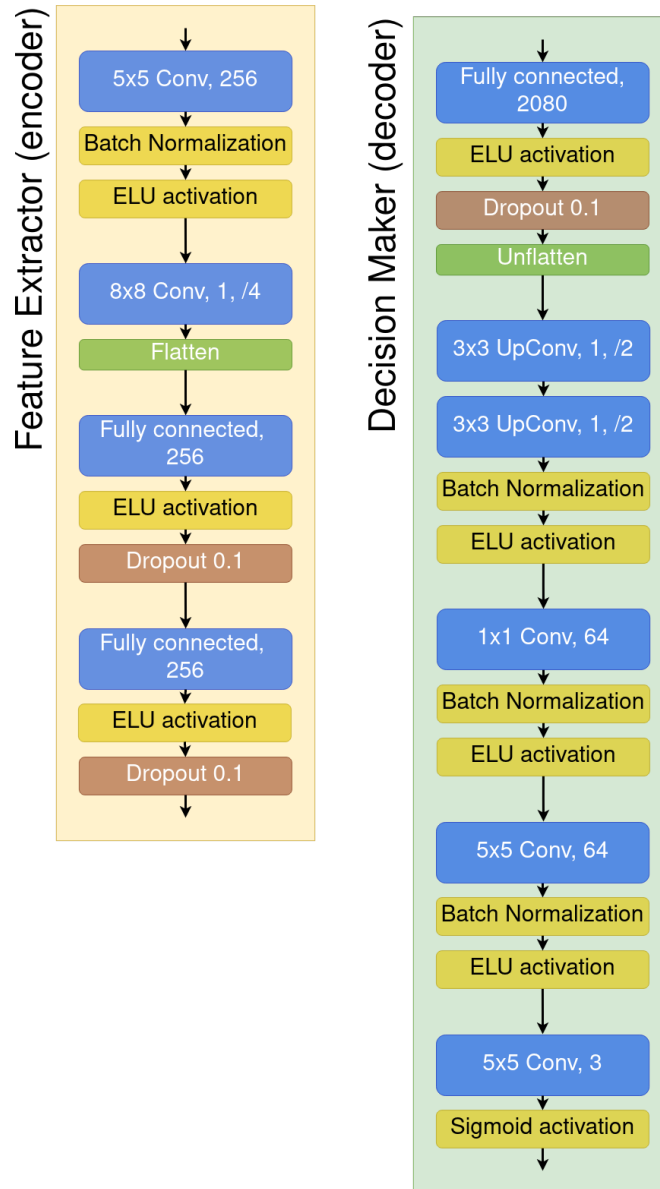 Feature Extractor (encoder)
5x5 Conv, 256
Batch Normalization
ELU activation
8x8 Conv, 1, /4
Flatten
Fully connected,
256
ELU activation
Dropout 0.1
Fully connected,
256
ELU activation
Dropout 0.1
Decision Maker (decoder)
Fully connected,
2080
ELU activation
Dropout 0.1
Unflatten
3x3 UpConv, 1, /2
3x3 UpConv, 1, /2
Batch Normalization
ELU activation
1x1 Conv, 64
Batch Normalization
ELU activation
5x5 Conv, 64
Batch Normalization
ELU activation
5x5 Conv, 3
Sigmoid activation